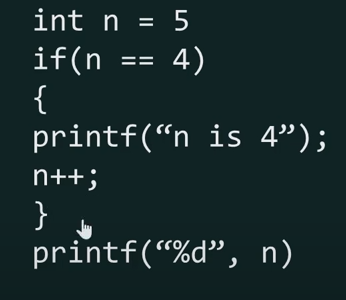 int n = 5
if(n == 4)
{
printf(“n is 4”);
n++;
}
printf(“%d”, n)